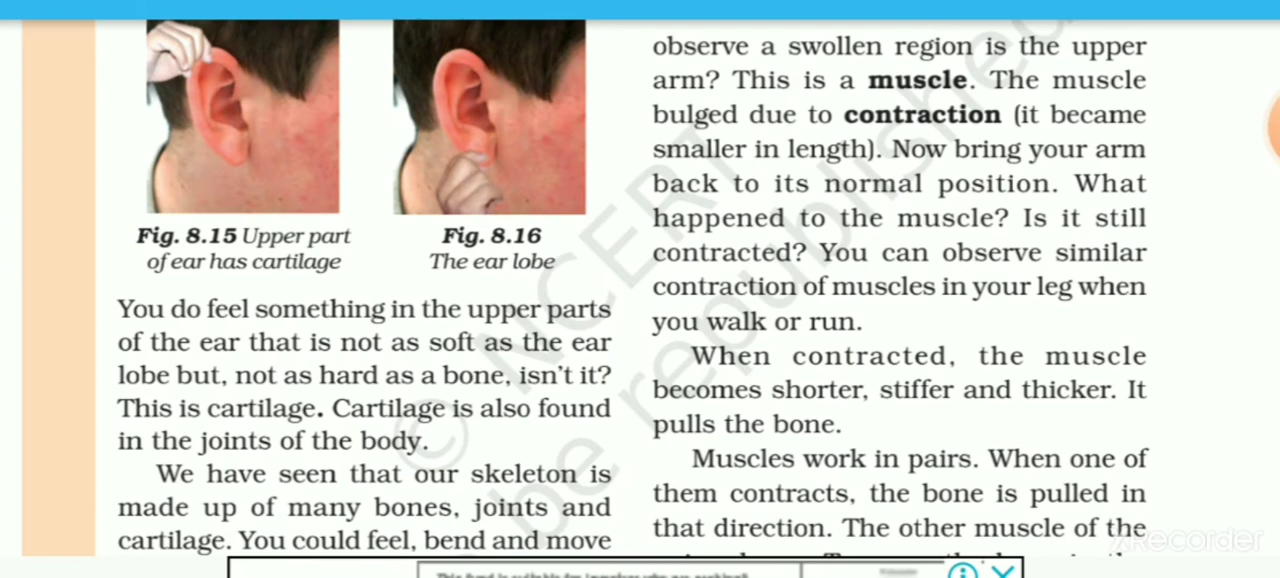 Fig. 8.15 Upper part
of ear has cartilage
Fig. 8.16
The ear lobe
You do feel something in the upper parts
of the ear that is not as soft as the ear
lobe but, not as hard as a bone, isn't it?
This is cartilage. Cartilage is also found
in the joints of the body.
We have seen that our skeleton is
made up of many bones, joints and
cartilage. You could feel, bend and move
observe a swollen region is the upper
arm? This is a muscle. The muscle
bulged due to contraction (it became
smaller in length). Now bring your arm
back to its normal position. What
happened to the muscle? Is it still
contracted? You can observe similar
contraction of muscles in your leg when
you walk or run.
When contracted, the muscle
becomes shorter, stiffer and thicker. It
pulls the bone.
Muscles work in pairs. When one of
them contracts, the bone is pulled in
that direction. The other muscle of the
© NCERT
be republished
Recorder